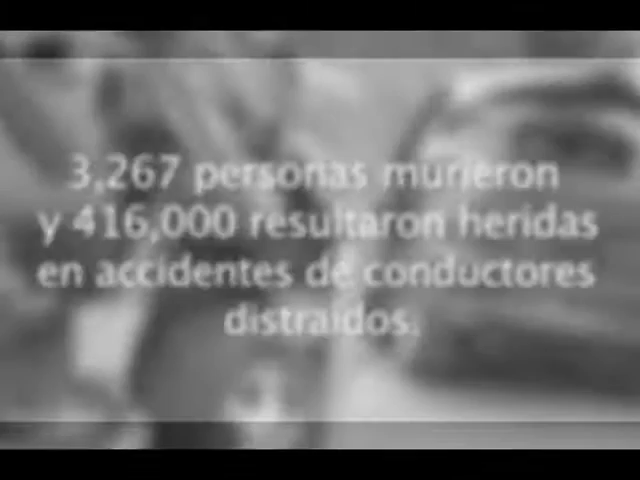 3,267 personas murieron
y 416,000 resultaron heridas
en accidentes de conductores
distraídos.